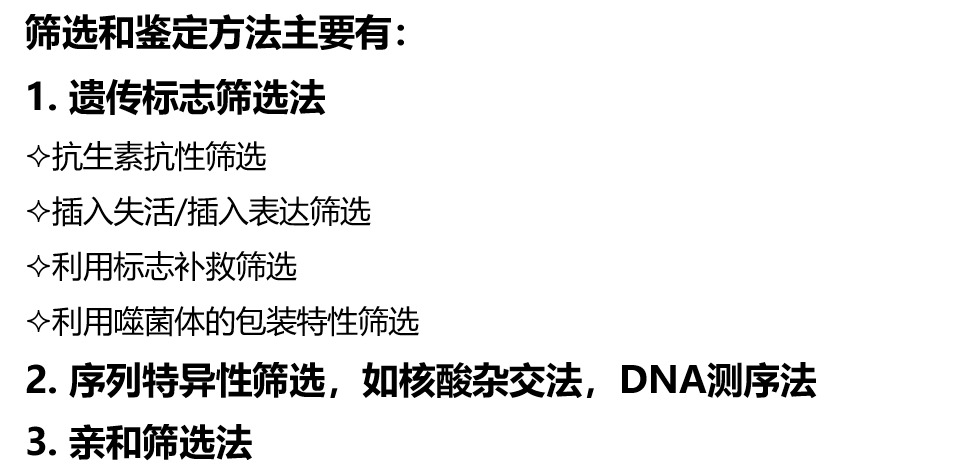 筛选和鉴定方法主要有：
1. 遗传标志筛选法
✧抗生素抗性筛选
✧插入失活/插入表达筛选
✧利用标志补救筛选
✧利用噬菌体的包装特性筛选
2. 序列特异性筛选，如核酸杂交法，DNA测序法
3. 亲和筛选法